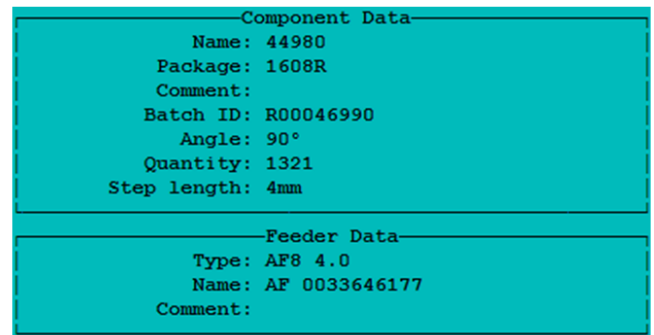 Component Data
Name: 44980
Package: 1608R
Comment:
Batch ID: R00046990
Angle: 90°
Quantity: 1321
Step length: 4mm
Feeder Data
Type: AF8 4.0
Name: AF 0033646177
Comment: